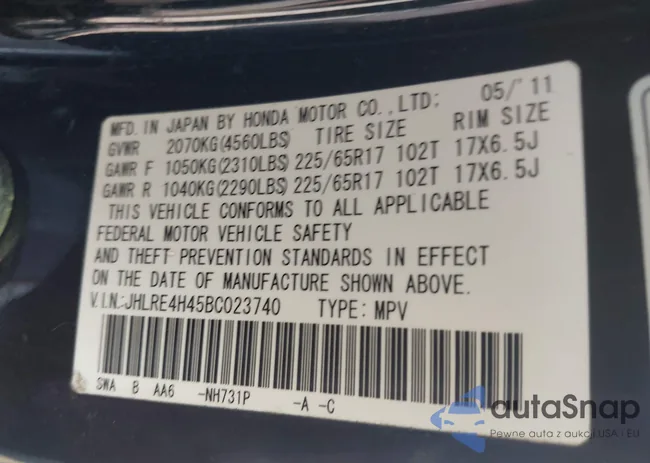 MFD. IN JAPAN BY HONDA MOTOR CO., LTD: 05/'11
GVWR 2070KG(4560LBS) TIRE SIZE RIM SIZE
GAWR F 1050KG(2310LBS) 225/65R17 102T 17X6.5J
GAWR R 1040KG(2290LBS) 225/65R17 102T 17X6.5J
THIS VEHICLE CONFORMS TO ALL APPLICABLE
FEDERAL MOTOR VEHICLE SAFETY
AND THEFT PREVENTION STANDARDS IN EFFECT
ON THE DATE OF MANUFACTURE SHOWN ABOVE.
V.I.N.:JHLRE4H45BC023740 TYPE: MPV
SWA B AA6 -NH731P -A -C
autaSnap
Pewne auta z aukcji USA - EU